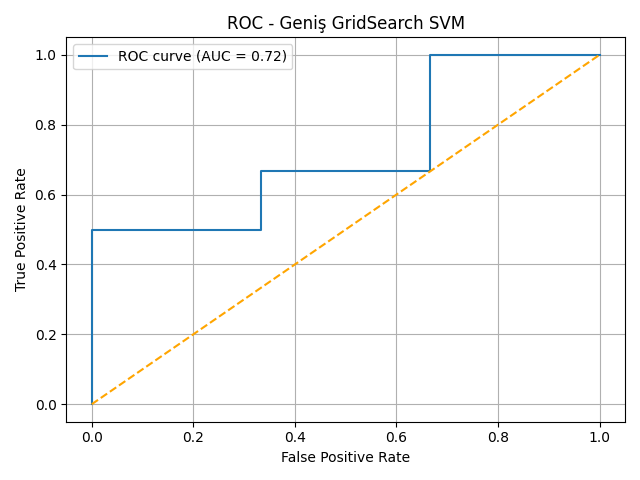 ROC - Geniş GridSearch SVM
ROC curve (AUC = 0.72)
True Positive Rate
1.0
0.8
0.6
0.4
0.2
0.0
0.0 0.2 0.4 0.6 0.8 1.0
False Positive Rate